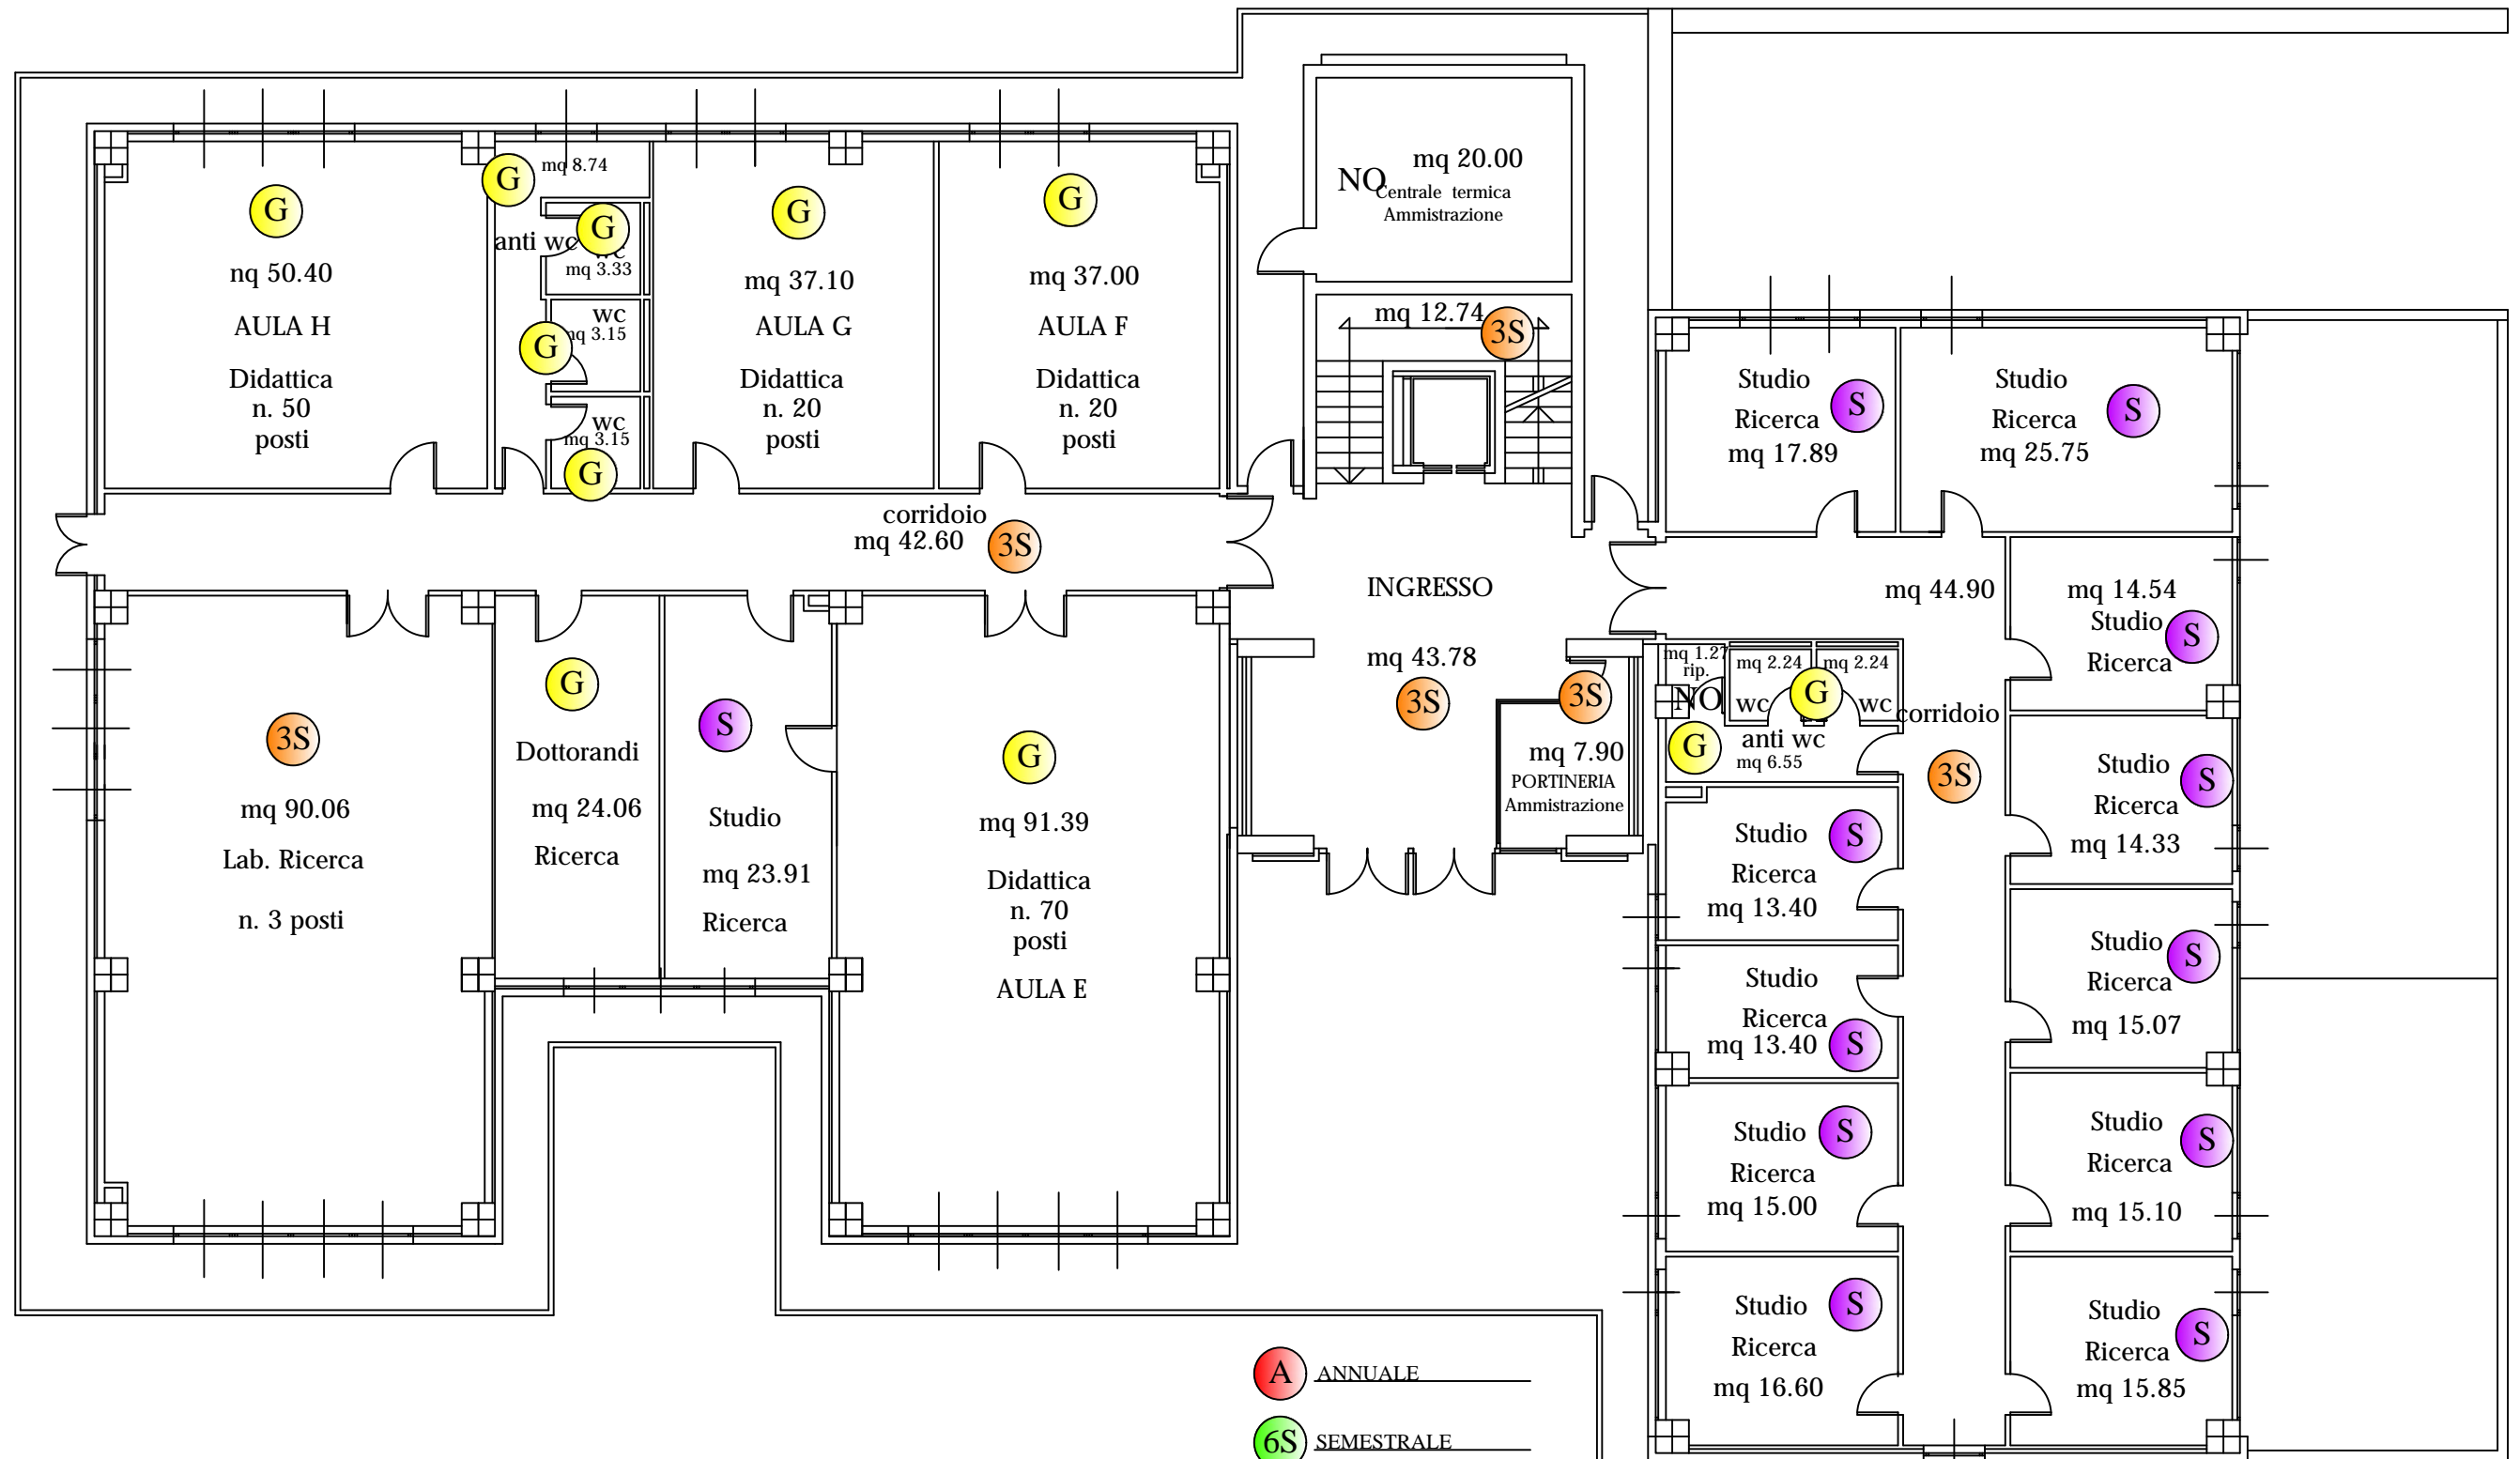 G
nq 50.40
AULA H
Didattica
n. 50
posti
G
mq 8.74
G
anti wc
mq 3.33
wc
mq 3.15
G
wc
mq 3.15
G
G
mq 37.10
AULA G
Didattica
n. 20
posti
G
mq 37.00
AULA F
Didattica
n. 20
posti
NO
mq 20.00
Centrale termica
Ammistrazione
mq 12.74
3S
Studio
Ricerca
mq 17.89
S
Studio
Ricerca
mq 25.75
S
corridoio
mq 42.60
3S
INGRESSO
mq 43.78
3S
3S
mq 7.90
PORTINERIA
Ammistrazione
mq 44.90
corridoio
3S
mq 14.54
Studio
Ricerca
S
mq 1.27
rip.
NO
mq 2.24
wc
mq 2.24
wc
G
G
anti wc
mq 6.55
3S
mq 90.06
Lab. Ricerca
n. 3 posti
G
Dottorandi
mq 24.06
Ricerca
S
Studio
mq 23.91
Ricerca
G
mq 91.39
Didattica
n. 70
posti
AULA E
Studio
Ricerca
mq 13.40
S
Studio
Ricerca
mq 14.33
S
Studio
Ricerca
mq 13.40
S
Studio
Ricerca
mq 15.07
S
Studio
Ricerca
mq 15.00
S
Studio
Ricerca
mq 15.10
S
Studio
Ricerca
mq 16.60
S
Studio
Ricerca
mq 15.85
S
A ANNUALE
6S SEMESTRALE